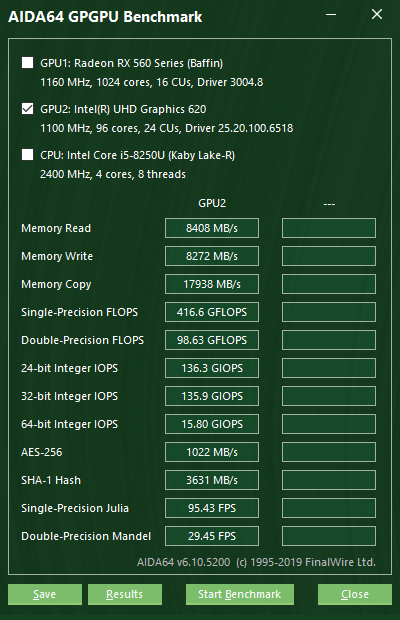 AIDA64 GPGPU Benchmark
GPU1: Radeon RX 560 Series (Baffin)
1160 MHz, 1024 cores, 16 CUs, Driver 3004.8
GPU2: Intel(R) UHD Graphics 620
1100 MHz, 96 cores, 24 CUs, Driver 25.20.100.6518
CPU: Intel Core i5-8250U (Kaby Lake-R)
2400 MHz, 4 cores, 8 threads
GPU2 ---
Memory Read 8408 MB/s
Memory Write 8272 MB/s
Memory Copy 17938 MB/s
Single-Precision FLOPS 416.6 GFLOPS
Double-Precision FLOPS 98.63 GFLOPS
24-bit Integer IOPS 136.3 GIOPS
32-bit Integer IOPS 135.9 GIOPS
64-bit Integer IOPS 15.80 GIOPS
AES-256 1022 MB/s
SHA-1 Hash 3631 MB/s
Single-Precision Julia 95.43 FPS
Double-Precision Mandel 29.45 FPS
AIDA64 v6.10.5200 (c) 1995-2019 FinalWire Ltd.
Save Results Start Benchmark Close